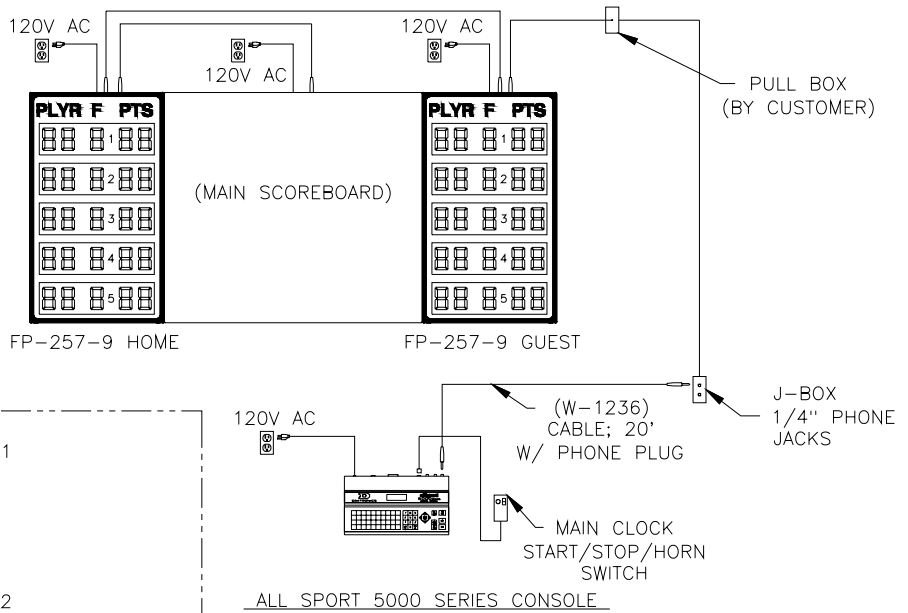 120V AC
120V AC
120V AC
PULL BOX
(BY CUSTOMER)
PLYR F PTS
88 8 1 88
88 8 2 88
88 8 3 88
88 8 4 88
88 8 5 88
(MAIN SCOREBOARD)
PLYR F PTS
88 8 1 88
88 8 2 88
88 8 3 88
88 8 4 88
88 8 5 88
FP-257-9 HOME
FP-257-9 GUEST
J-BOX
1/4" PHONE
JACKS
(W-1236)
CABLE; 20'
W/ PHONE PLUG
120V AC
1
MAIN CLOCK
START/STOP/HORN
SWITCH
2
ALL SPORT 5000 SERIES CONSOLE